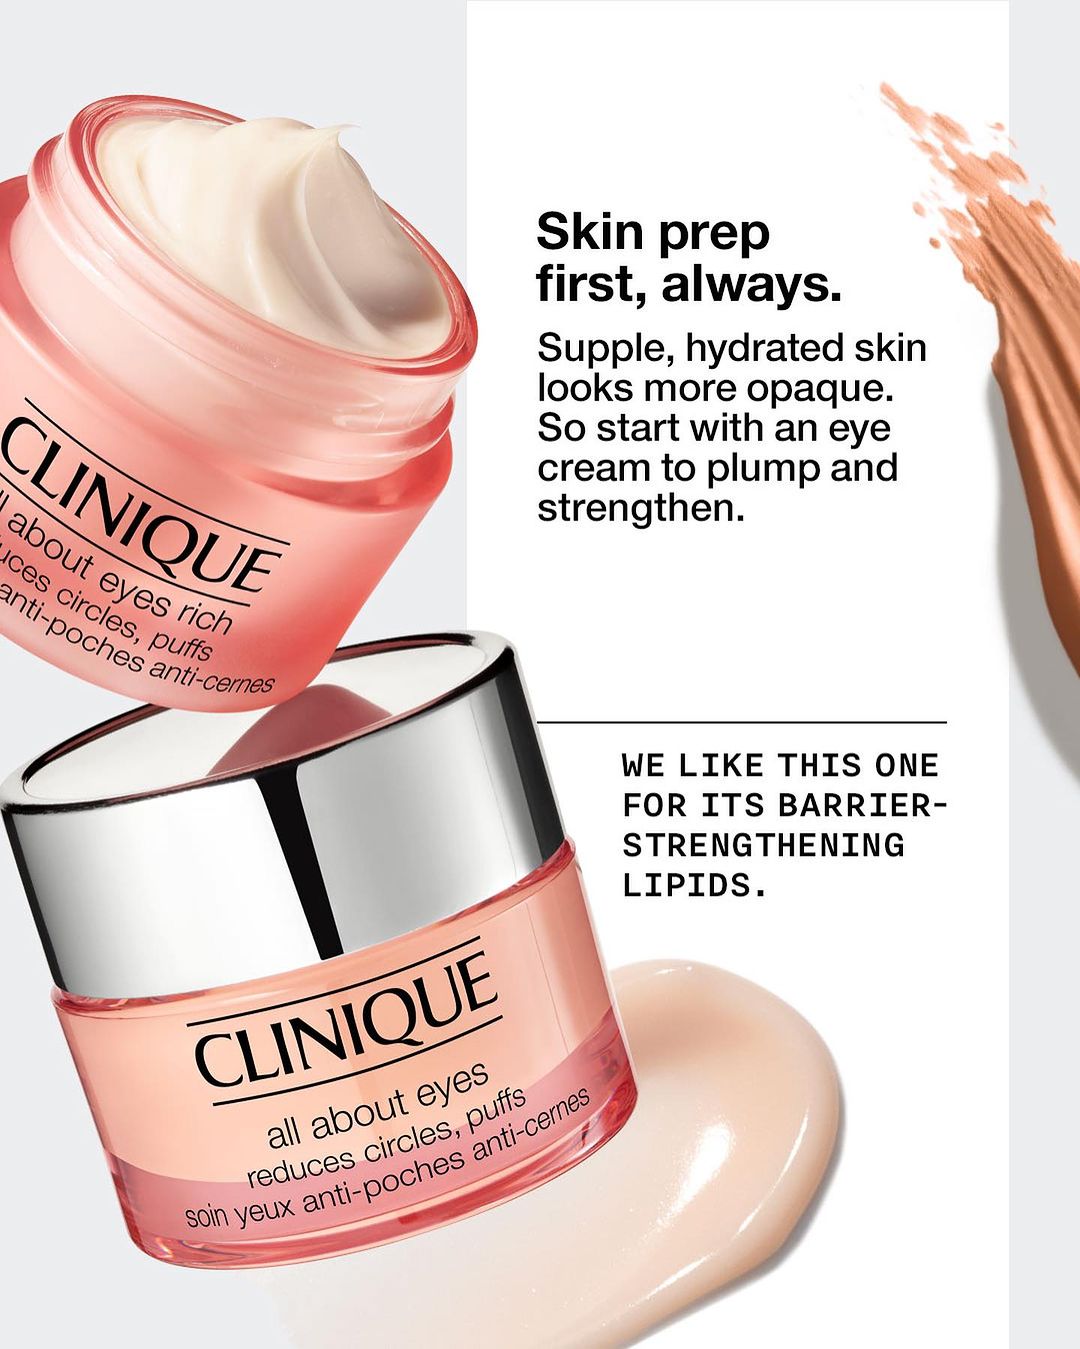 Skin prep
first, always.
Supple, hydrated skin
looks more opaque.
So start with an eye
cream to plump and
strengthen.
WE LIKE THIS ONE
FOR ITS BARRIER-
STRENGTHENING
LIPIDS.
CLINIQUE
about eyes rich
circles, puffs
anti-poches anti-cernes
CLINIQUE
all about eyes
reduces circles, puffs
soin yeux anti-poches anti-cernes